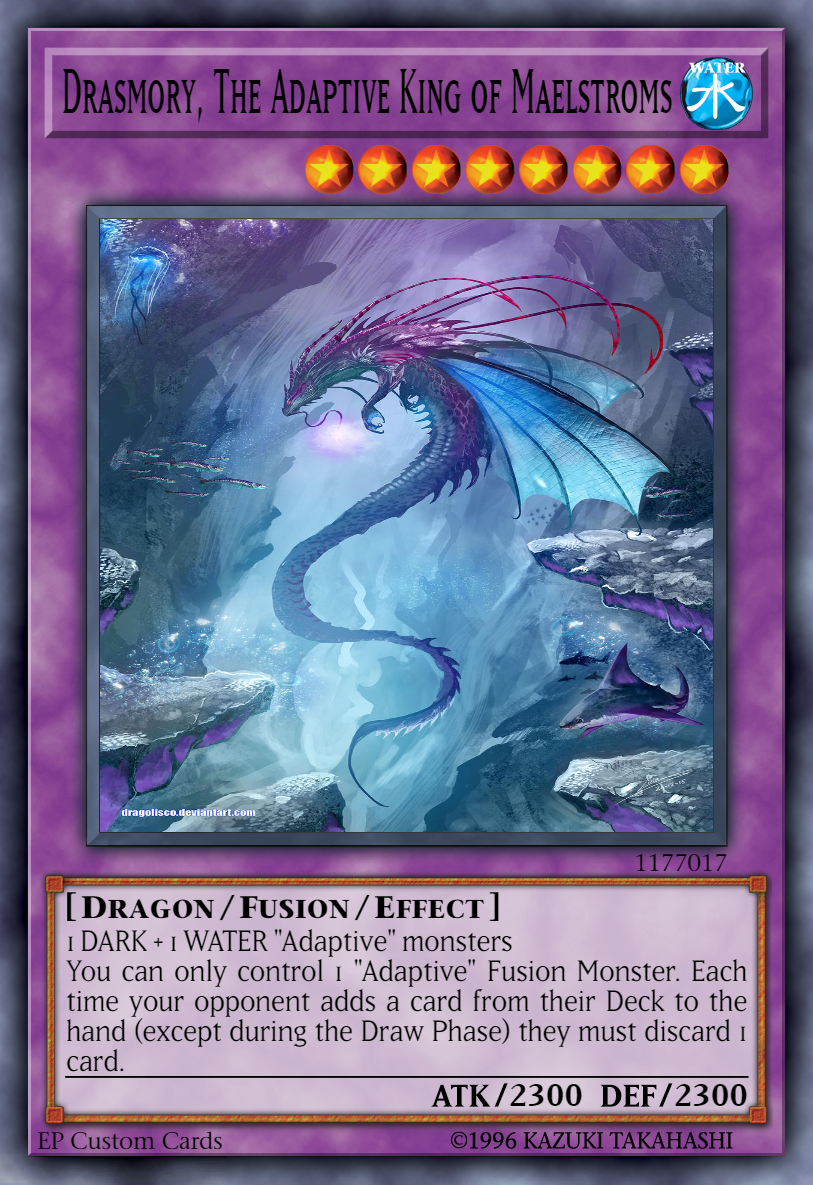 DRASMORY, THE ADAPTIVE KING OF MAELSTROMS
WATER
水
dragolisco.deviantart.com
1177017
[DRAGON/FUSION/EFFECT]
1 DARK + 1 WATER "Adaptive" monsters
You can only control 1 "Adaptive" Fusion Monster. Each
time your opponent adds a card from their Deck to the
hand (except during the Draw Phase) they must discard 1
card.
ATK/2300 DEF/2300
EP Custom Cards
©1996 KAZUKI TAKAHASHI